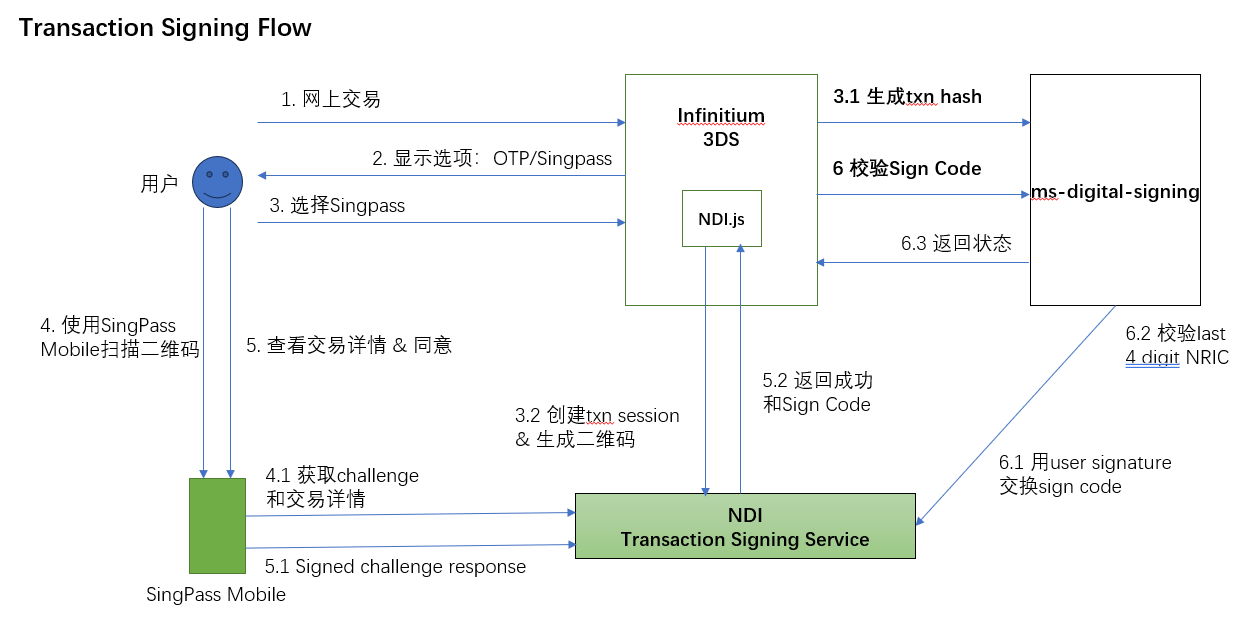 Transaction Signing Flow
1. 网上交易
Infinitium
3DS
3.1 生成txn hash
2. 显示选项：OTP/Singpass
6 校验Sign Code
用户
3. 选择Singpass
NDI.js
ms-digital-signing
6.3 返回状态
4. 使用SingPass
Mobile扫描二维码
5. 查看交易详情 & 同意
6.2 校验last
4 digit NRIC
5.2 返回成功
和Sign Code
3.2 创建txn session
& 生成二维码
6.1 用user signature
交换sign code
4.1 获取challenge
和交易详情
NDI
Transaction Signing Service
5.1 Signed challenge response
SingPass Mobile